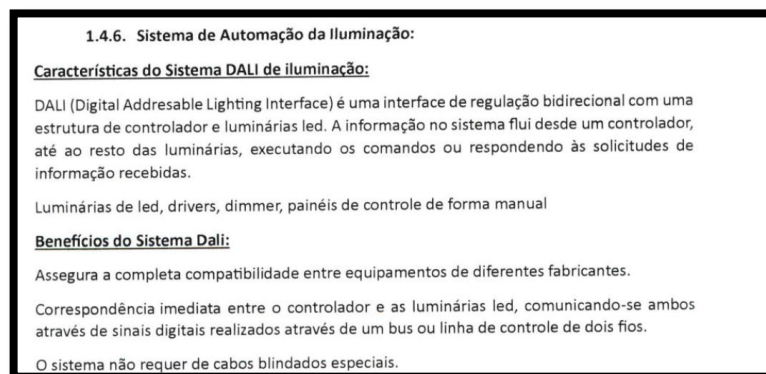 1.4.6. Sistema de Automação da Iluminação:
Características do Sistema DALI de iluminação:
DALI (Digital Addresable Lighting Interface) é uma interface de regulação bidirecional com uma
estrutura de controlador e luminárias led. A informação no sistema flui desde um controlador,
até ao resto das luminárias, executando os comandos ou respondendo às solicitudes de
informação recebidas.
Luminárias de led, drivers, dimmer, painéis de controle de forma manual
Benefícios do Sistema Dali:
Assegura a completa compatibilidade entre equipamentos de diferentes fabricantes.
Correspondência imediata entre o controlador e as luminárias led, comunicando-se ambos
através de sinais digitais realizados através de um bus ou linha de controle de dois fios.
O sistema não requer de cabos blindados especiais.